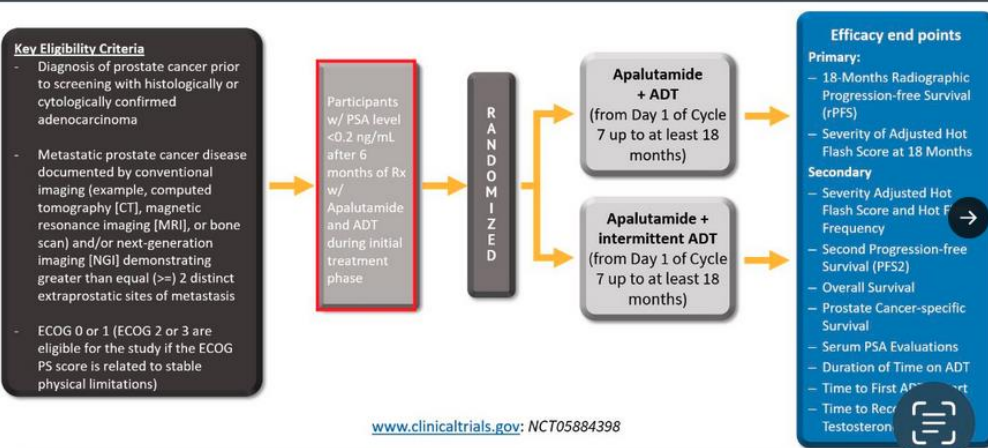 Key Eligibility Criteria
- Diagnosis of prostate cancer prior
to screening with histologically or
cytologically confirmed
adenocarcinoma
- Metastatic prostate cancer disease
documented by conventional
imaging (example, computed
tomography [CT], magnetic
resonance imaging [MRI], or bone
scan) and/or next-generation
imaging [NGI] demonstrating
greater than equal (>=) 2 distinct
extraprostatic sites of metastasis
- ECOG 0 or 1 (ECOG 2 or 3 are
eligible for the study if the ECOG
PS score is related to stable
physical limitations)
Participants
w/ PSA level
<0.2 ng/mL
after 6
months of Rx
w/
Apalutamide
and ADT
during initial
treatment
phase
RANDOMIZED
Apalutamide
+ ADT
(from Day 1 of Cycle
7 up to at least 18
months)
Apalutamide +
intermittent ADT
(from Day 1 of Cycle
7 up to at least 18
months)
Efficacy end points
Primary:
– 18-Months Radiographic
Progression-free Survival
(rPFS)
– Severity of Adjusted Hot
Flash Score at 18 Months
Secondary
– Severity Adjusted Hot
Flash Score and Hot
Frequency
– Second Progression-free
Survival (PFS2)
– Overall Survival
– Prostate Cancer-specific
Survival
– Serum PSA Evaluations
– Duration of Time on ADT
– Time to First
– Time to
www.clinicaltrials.gov: NCT05884398